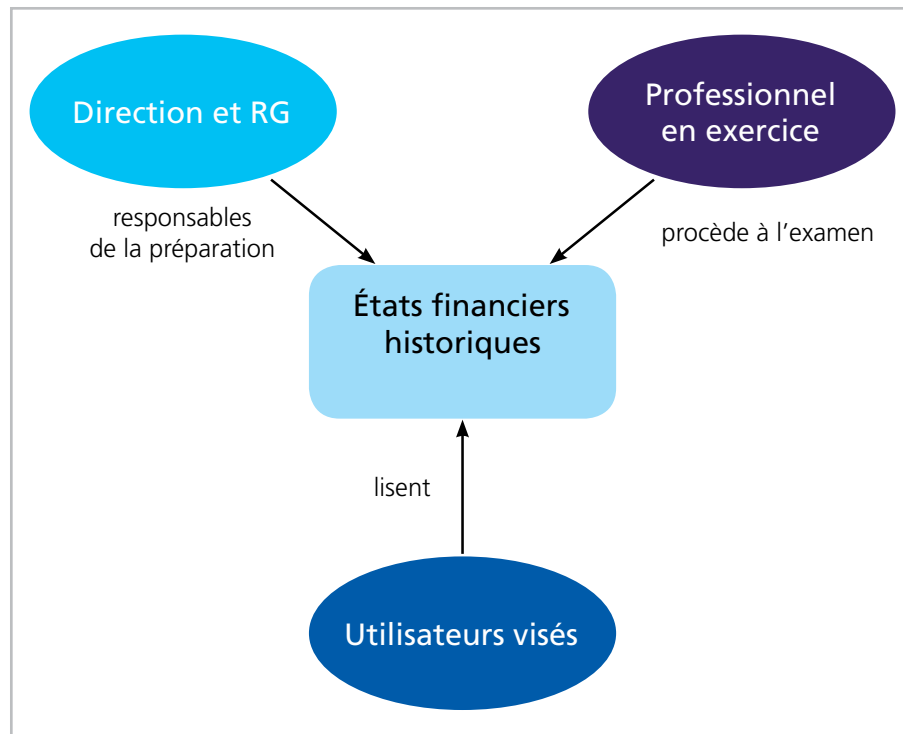 Direction et RG
Professionnel
en exercice
responsables
de la préparation
procède à l’examen
États financiers
historiques
lisent
Utilisateurs visés